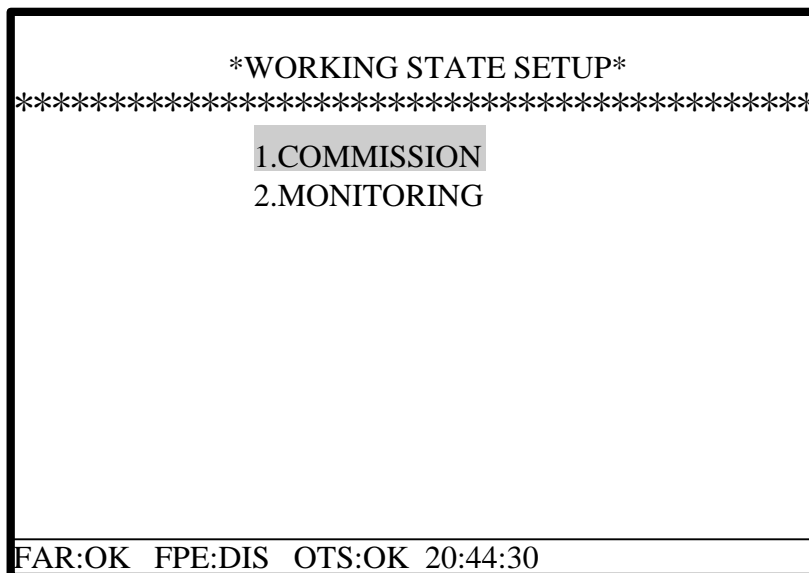 *WORKING STATE SETUP*
*******************************************
1.COMMISSION
2.MONITORING
FAR:OK FPE:DIS OTS:OK 20:44:30